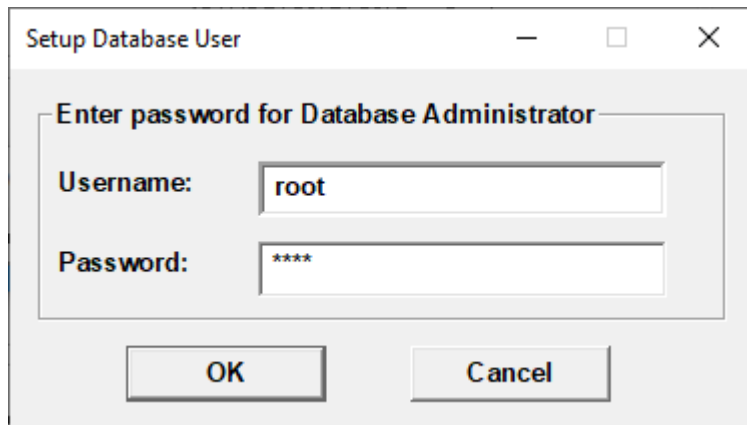 Setup Database User
Enter password for Database Administrator
Username:
root
Password:
****
OK
Cancel